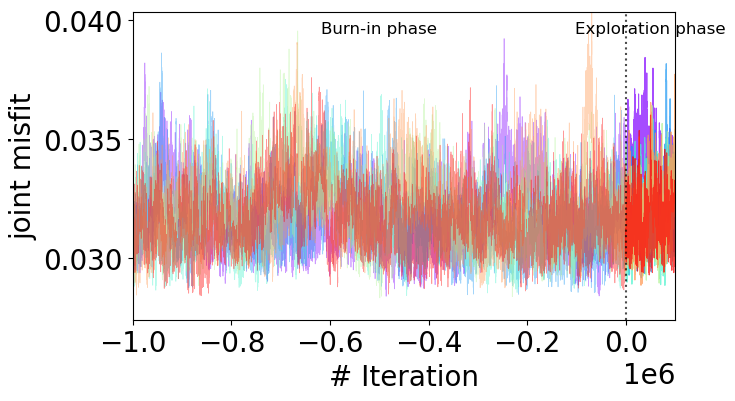 Burn-in phase
Exploration phase
0.040
0.035
0.030
joint misfit
−1.0
−0.8
−0.6
−0.4
−0.2
0.0
1e6
# Iteration